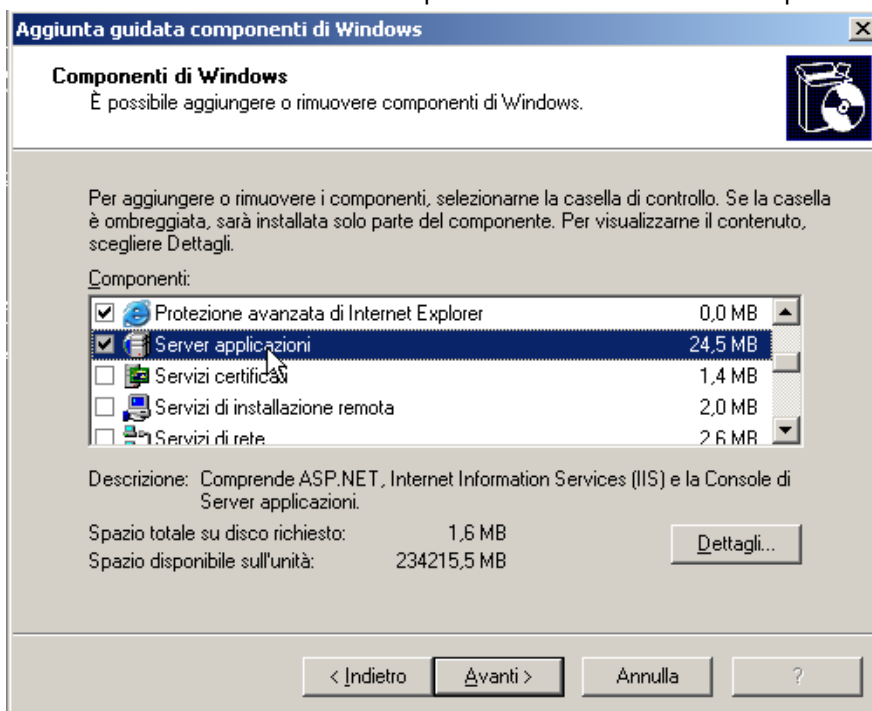 Aggiunta guidata componenti di Windows
Componenti di Windows
È possibile aggiungere o rimuovere componenti di Windows.
Per aggiungere o rimuovere i componenti, selezionarne la casella di controllo. Se la casella
è ombreggiata, sarà installata solo parte del componente. Per visualizzarne il contenuto,
scegliere Dettagli.
Componenti:
Protezione avanzata di Internet Explorer 0,0 MB
Server applicazioni 24,5 MB
Servizi certificati 1,4 MB
Servizi di installazione remota 2,0 MB
Servizi di rete 2,6 MB
Descrizione: Comprende ASP.NET, Internet Information Services (IIS) e la Console di
Server applicazioni.
Spazio totale su disco richiesto: 1,6 MB
Spazio disponibile sull'unità: 234215,5 MB
Dettagli...
< Indietro Avanti > Annulla ?